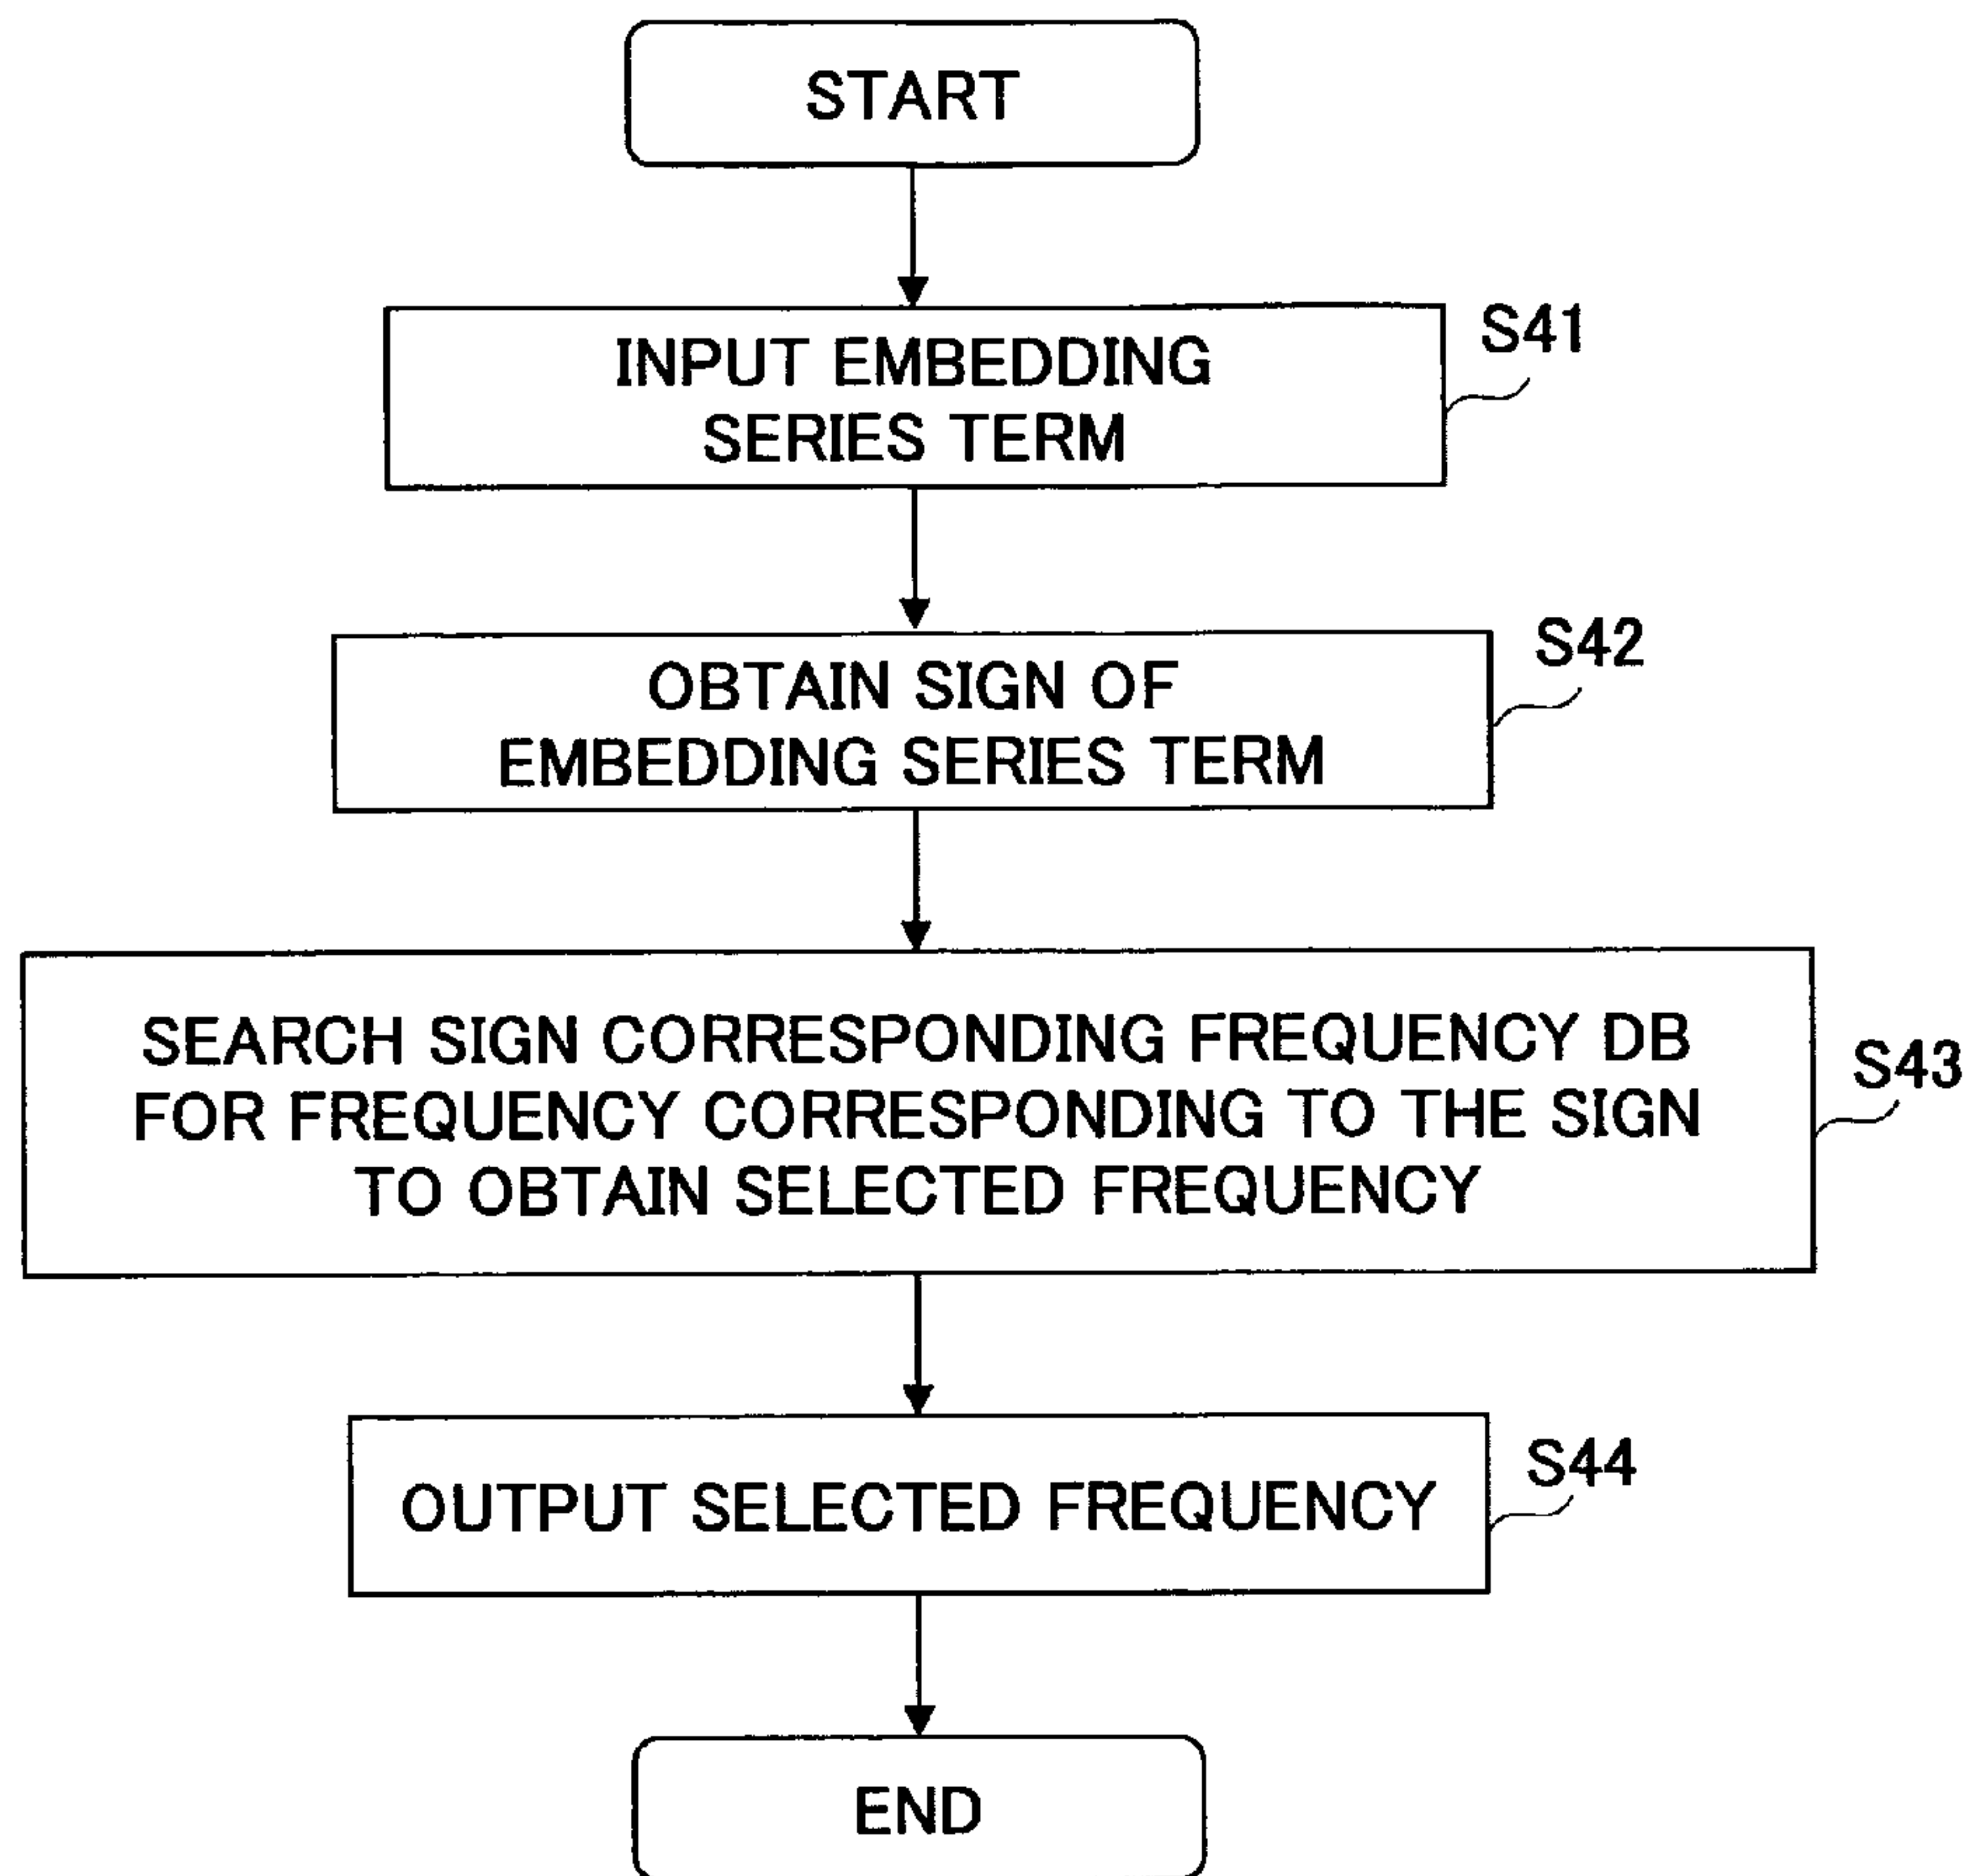 START
INPUT EMBEDDING
SERIES TERM
S41
OBTAIN SIGN OF
EMBEDDING SERIES TERM
S42
SEARCH SIGN CORRESPONDING FREQUENCY DB
FOR FREQUENCY CORRESPONDING TO THE SIGN
TO OBTAIN SELECTED FREQUENCY
S43
OUTPUT SELECTED FREQUENCY
S44
END